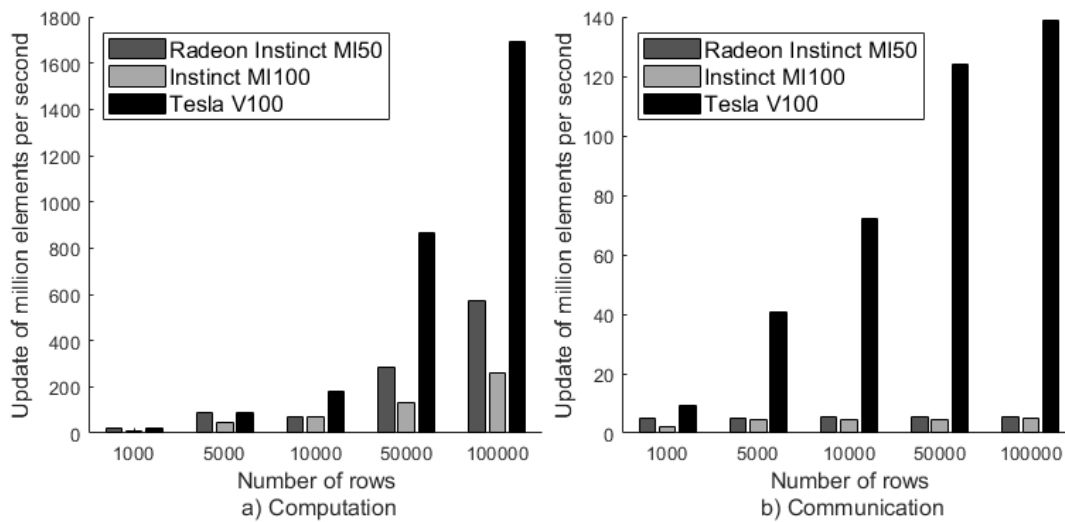 1800
1600
1400
1200
1000
800
600
400
200
0
Update of million elements per second
Radeon Instinct MI50
Instinct MI100
Tesla V100
1000 5000 10000 50000 100000
Number of rows
a) Computation
140
120
100
80
60
40
20
0
Update of million elements per second
Radeon Instinct MI50
Instinct MI100
Tesla V100
1000 5000 10000 50000 100000
Number of rows
b) Communication